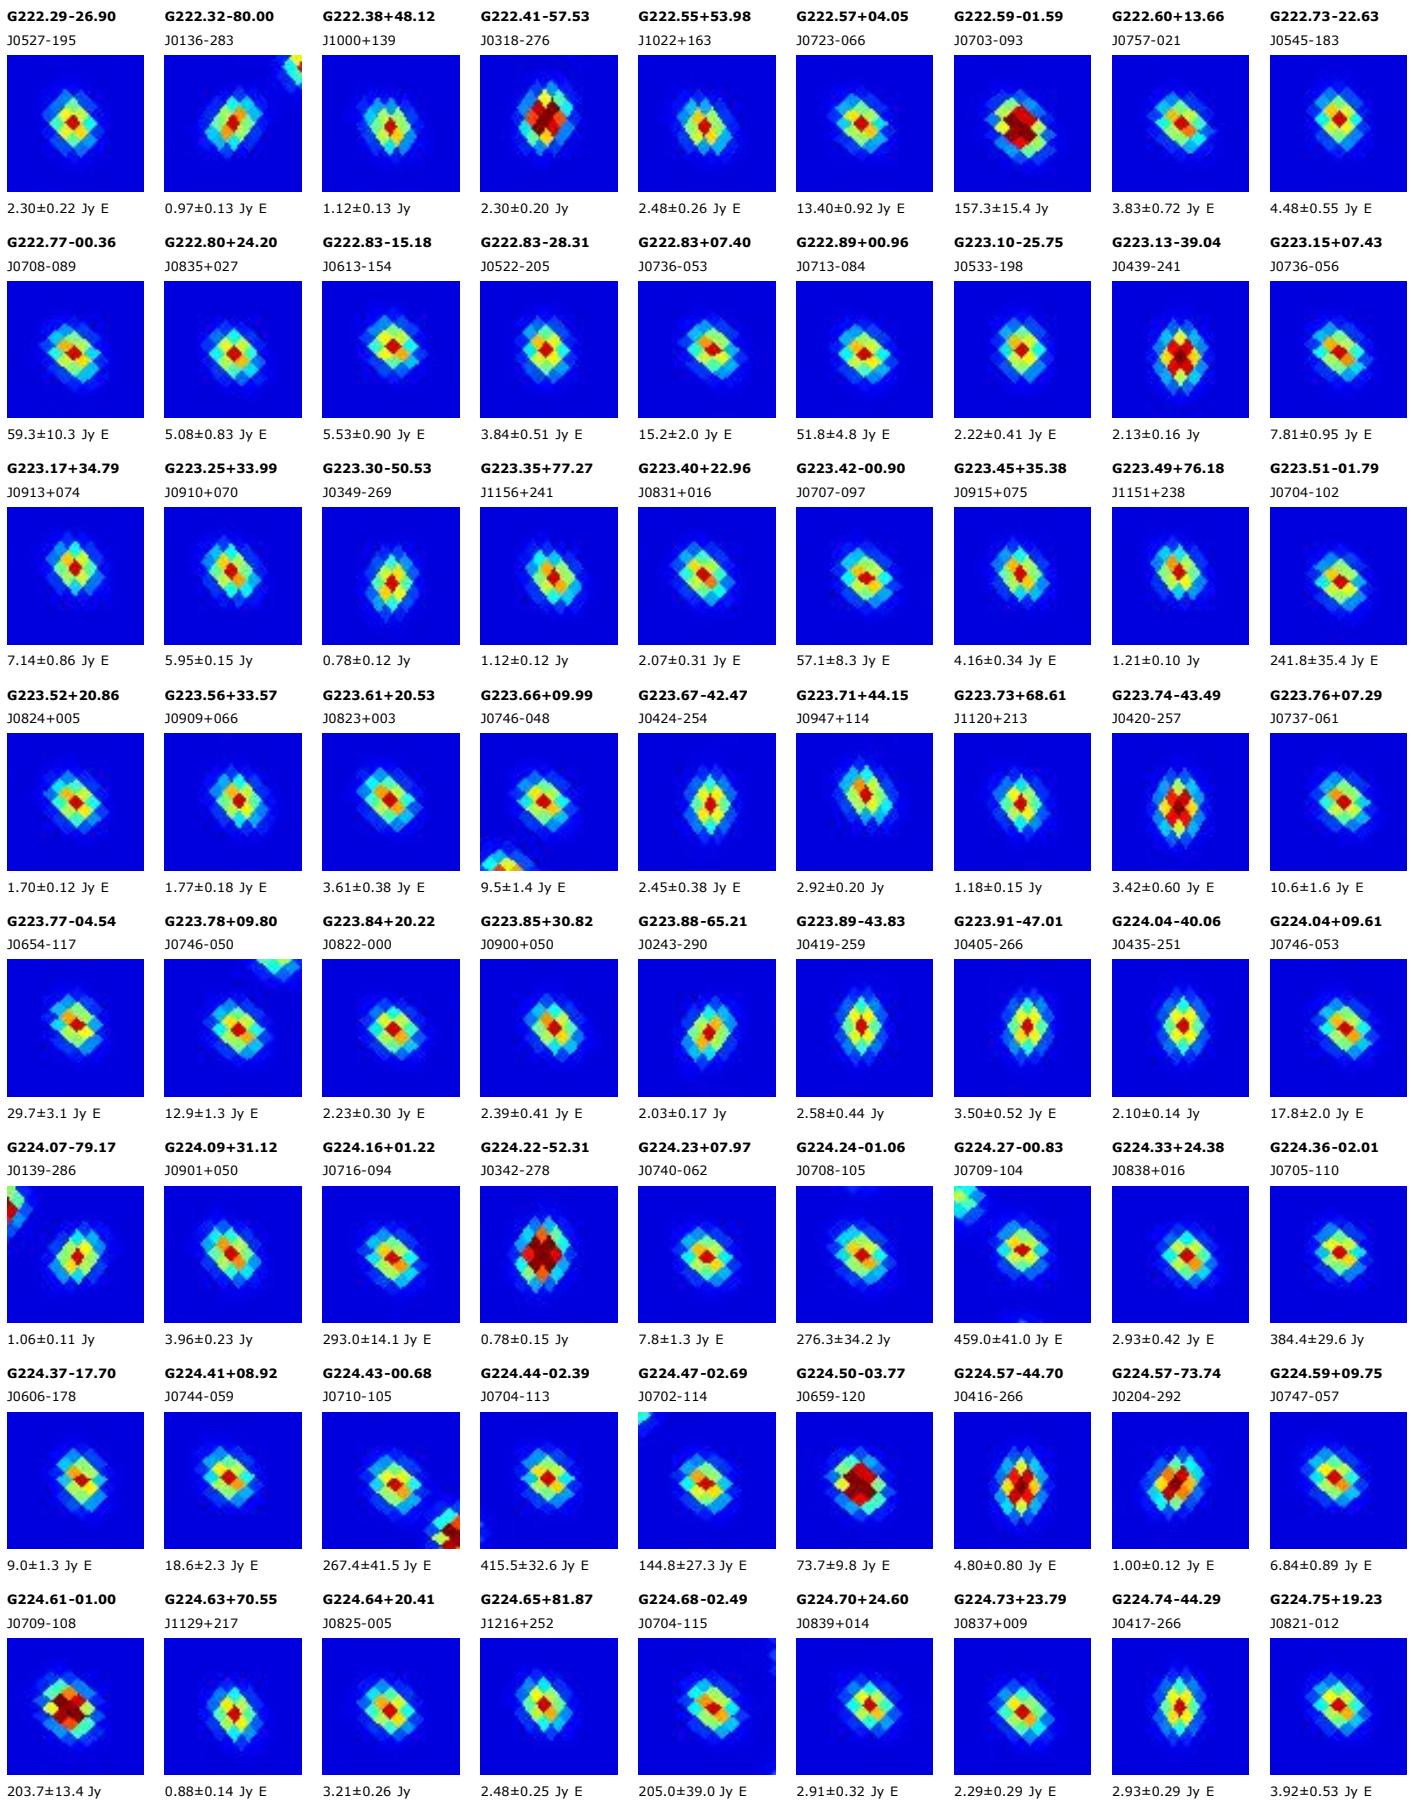 G222.29-26.90 G222.32-80.00 G222.38+48.12 G222.41-57.53 G222.55+53.98 G222.57+04.05 G222.59-01.59 G222.60+13.66 G222.73-22.63
J0527-195 J0136-283 J1000+139 J0318-276 J1022+163 J0723-066 J0703-093 J0757-021 J0545-183
2.30±0.22 Jy E 0.97±0.13 Jy E 1.12±0.13 Jy 2.30±0.20 Jy 2.48±0.26 Jy E 13.40±0.92 Jy E 157.3±15.4 Jy 3.83±0.72 Jy E 4.48±0.55 Jy E
G222.77-00.36 G222.80+24.20 G222.83-15.18 G222.83-28.31 G222.83+07.40 G222.89+00.96 G223.10-25.75 G223.13-39.04 G223.15+07.43
J0708-089 J0835+027 J0613-154 J0522-205 J0736-053 J0713-084 J0533-198 J0439-241 J0736-056
59.3±10.3 Jy E 5.08±0.83 Jy E 5.53±0.90 Jy E 3.84±0.51 Jy E 15.2±2.0 Jy E 51.8±4.8 Jy E 2.22±0.41 Jy E 2.13±0.16 Jy 7.81±0.95 Jy E
G223.17+34.79 G223.25+33.99 G223.30-50.53 G223.35+77.27 G223.40+22.96 G223.42-00.90 G223.45+35.38 G223.49+76.18 G223.51-01.79
J0913+074 J0910+070 J0349-269 J1156+241 J0831+016 J0707-097 J0915+075 J1151+238 J0704-102
7.14±0.86 Jy E 5.95±0.15 Jy 0.78±0.12 Jy 1.12±0.12 Jy 2.07±0.31 Jy E 57.1±8.3 Jy E 4.16±0.34 Jy E 1.21±0.10 Jy 241.8±35.4 Jy E
G223.52+20.86 G223.56+33.57 G223.61+20.53 G223.66+09.99 G223.67-42.47 G223.71+44.15 G223.73+68.61 G223.74-43.49 G223.76+07.29
J0824+005 J0909+066 J0823+003 J0746-048 J0424-254 J0947+114 J1120+213 J0420-257 J0737-061
1.70±0.12 Jy E 1.77±0.18 Jy E 3.61±0.38 Jy E 9.5±1.4 Jy E 2.45±0.38 Jy E 2.92±0.20 Jy 1.18±0.15 Jy 3.42±0.60 Jy E 10.6±1.6 Jy E
G223.77-04.54 G223.78+09.80 G223.84+20.22 G223.85+30.82 G223.88-65.21 G223.89-43.83 G223.91-47.01 G224.04-40.06 G224.04+09.61
J0654-117 J0746-050 J0822-000 J0900+050 J0243-290 J0419-259 J0405-266 J0435-251 J0746-053
29.7±3.1 Jy E 12.9±1.3 Jy E 2.23±0.30 Jy E 2.39±0.41 Jy E 2.03±0.17 Jy 2.58±0.44 Jy 3.50±0.52 Jy E 2.10±0.14 Jy 17.8±2.0 Jy E
G224.07-79.17 G224.09+31.12 G224.16+01.22 G224.22-52.31 G224.23+07.97 G224.24-01.06 G224.27-00.83 G224.33+24.38 G224.36-02.01
J0139-286 J0901+050 J0716-094 J0342-278 J0740-062 J0708-105 J0709-104 J0838+016 J0705-110
1.06±0.11 Jy 3.96±0.23 Jy 293.0±14.1 Jy E 0.78±0.15 Jy 7.8±1.3 Jy E 276.3±34.2 Jy 459.0±41.0 Jy E 2.93±0.42 Jy E 384.4±29.6 Jy
G224.37-17.70 G224.41+08.92 G224.43-00.68 G224.44-02.39 G224.47-02.69 G224.50-03.77 G224.57-44.70 G224.57-73.74 G224.59+09.75
J0606-178 J0744-059 J0710-105 J0704-113 J0702-114 J0659-120 J0416-266 J0204-292 J0747-057
9.0±1.3 Jy E 18.6±2.3 Jy E 267.4±41.5 Jy E 415.5±32.6 Jy E 144.8±27.3 Jy E 73.7±9.8 Jy E 4.80±0.80 Jy E 1.00±0.12 Jy E 6.84±0.89 Jy E
G224.61-01.00 G224.63+70.55 G224.64+20.41 G224.65+81.87 G224.68-02.49 G224.70+24.60 G224.73+23.79 G224.74-44.29 G224.75+19.23
J0709-108 J1129+217 J0825-005 J1216+252 J0704-115 J0839+014 J0837+009 J0417-266 J0821-012
203.7±13.4 Jy 0.88±0.14 Jy E 3.21±0.26 Jy 2.48±0.25 Jy E 205.0±39.0 Jy E 2.91±0.32 Jy E 2.29±0.29 Jy E 2.93±0.29 Jy E 3.92±0.53 Jy E